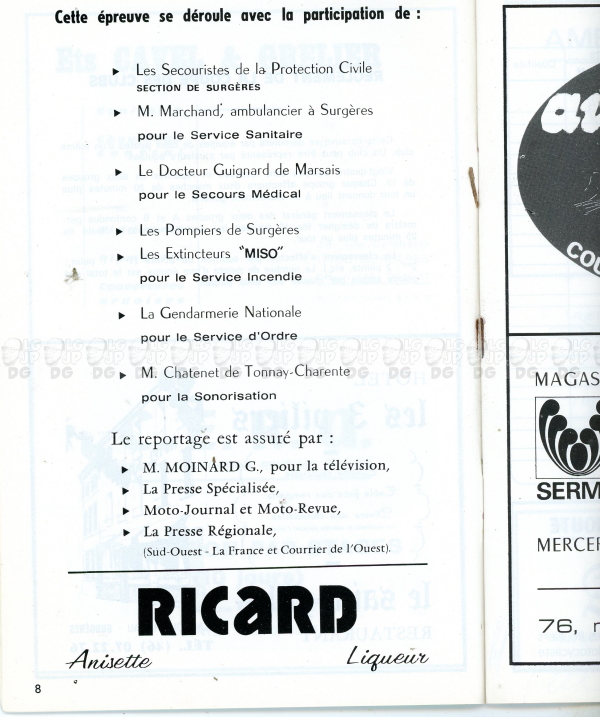 Cette épreuve se déroule avec la participation de :
▸ Les Secouristes de la Protection Civile
SECTION DE SURGÈRES
▸ M. Marchand, ambulancier à Surgères
pour le Service Sanitaire
▸ Le Docteur Guignard de Marsais
pour le Secours Médical
▸ Les Pompiers de Surgères
▸ Les Extincteurs "MISO"
pour le Service Incendie
▸ La Gendarmerie Nationale
pour le Service d'Ordre
▸ M. Chatenet de Tonnay-Charente
pour la Sonorisation
Le reportage est assuré par :
▸ M. MOINARD G., pour la télévision,
▸ La Presse Spécialisée,
▸ Moto-Journal et Moto-Revue,
▸ La Presse Régionale,
(Sud-Ouest - La France et Courrier de l'Ouest).
RICARD
Anisette Liqueur
8
COU
MAGAS
SERM
MERCER
76, r